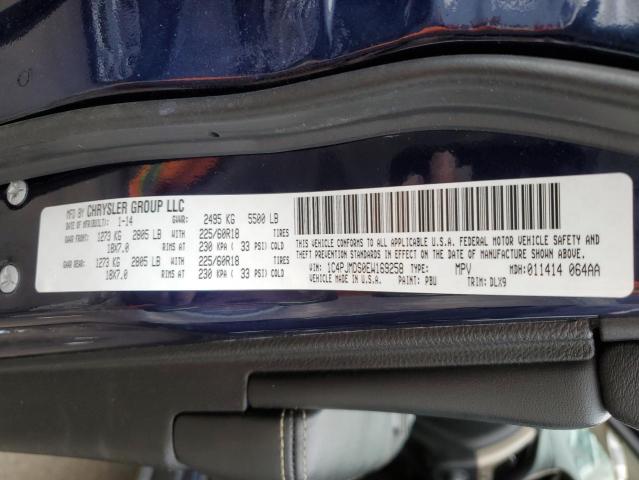 MFD BY CHRYSLER GROUP LLC
DATE OF MFR(BUILT): 1-14 GVWR: 2495 KG 5500 LB
GAWR FRONT: 1273 KG 2805 LB WITH 225/60R18 TIRES
18X7.0 RIMS AT 230 KPA ( 33 PSI) COLD
GAWR REAR: 1273 KG 2805 LB WITH 225/60R18 TIRES
18X7.0 RIMS AT 230 KPA ( 33 PSI) COLD
THIS VEHICLE CONFORMS TO ALL APPLICABLE U.S.A. FEDERAL MOTOR VEHICLE SAFETY AND
THEFT PREVENTION STANDARDS IN EFFECT ON THE DATE OF MANUFACTURE SHOWN ABOVE.
VIN: 1C4PJMDS0EW169258 TYPE: MPV MDH: 011414 064AA
VEHICLE MADE IN U.S.A. PAINT: PBU TRIM: DLX9